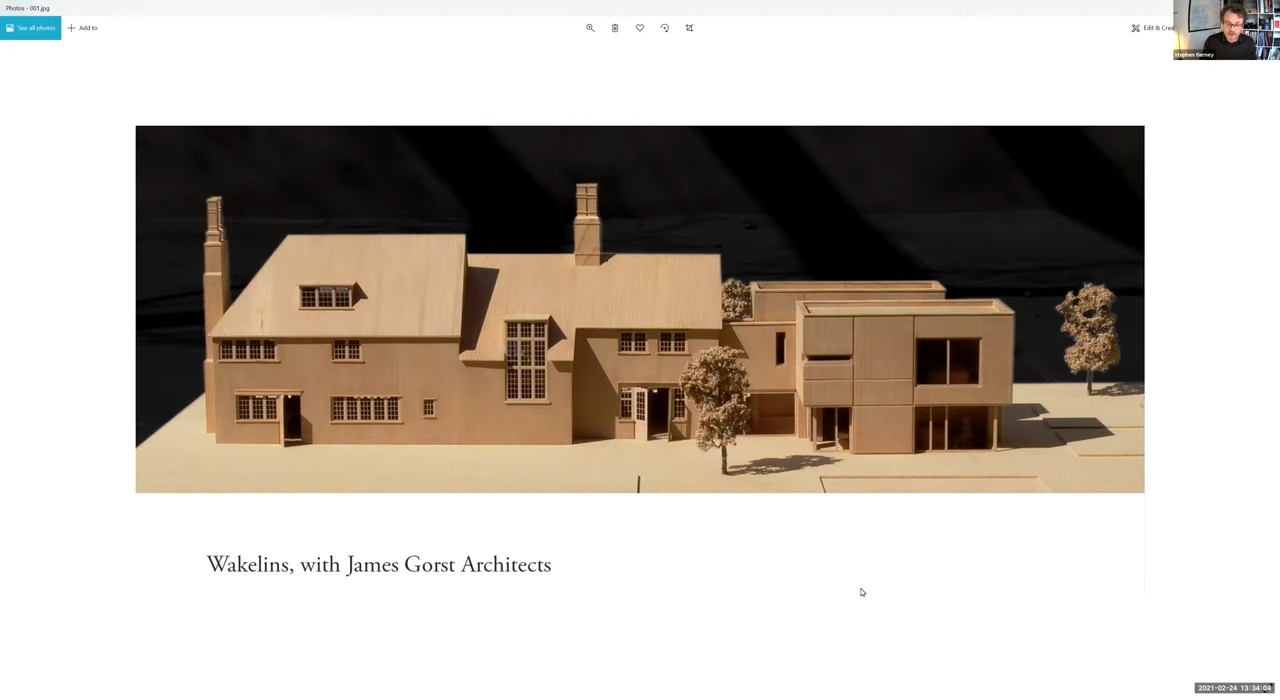 Photos - 001.jpg
See all photos
Add to
Edit & Crea
stephen tierney
Wakelins, with James Gorst Architects
2021-02-24 13:34:04